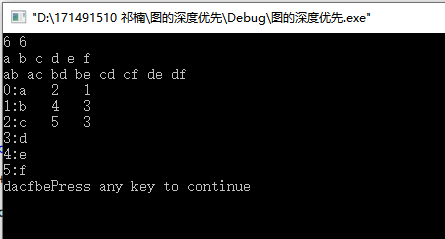 "D:\171491510 祁楠\图的深度优先\Debug\图的深度优先.exe"
6 6
a b c d e f
ab ac bd be cd cf de df
0:a   2   1
1:b   4   3
2:c   5   3
3:d
4:e
5:f
dacfbePress any key to continue